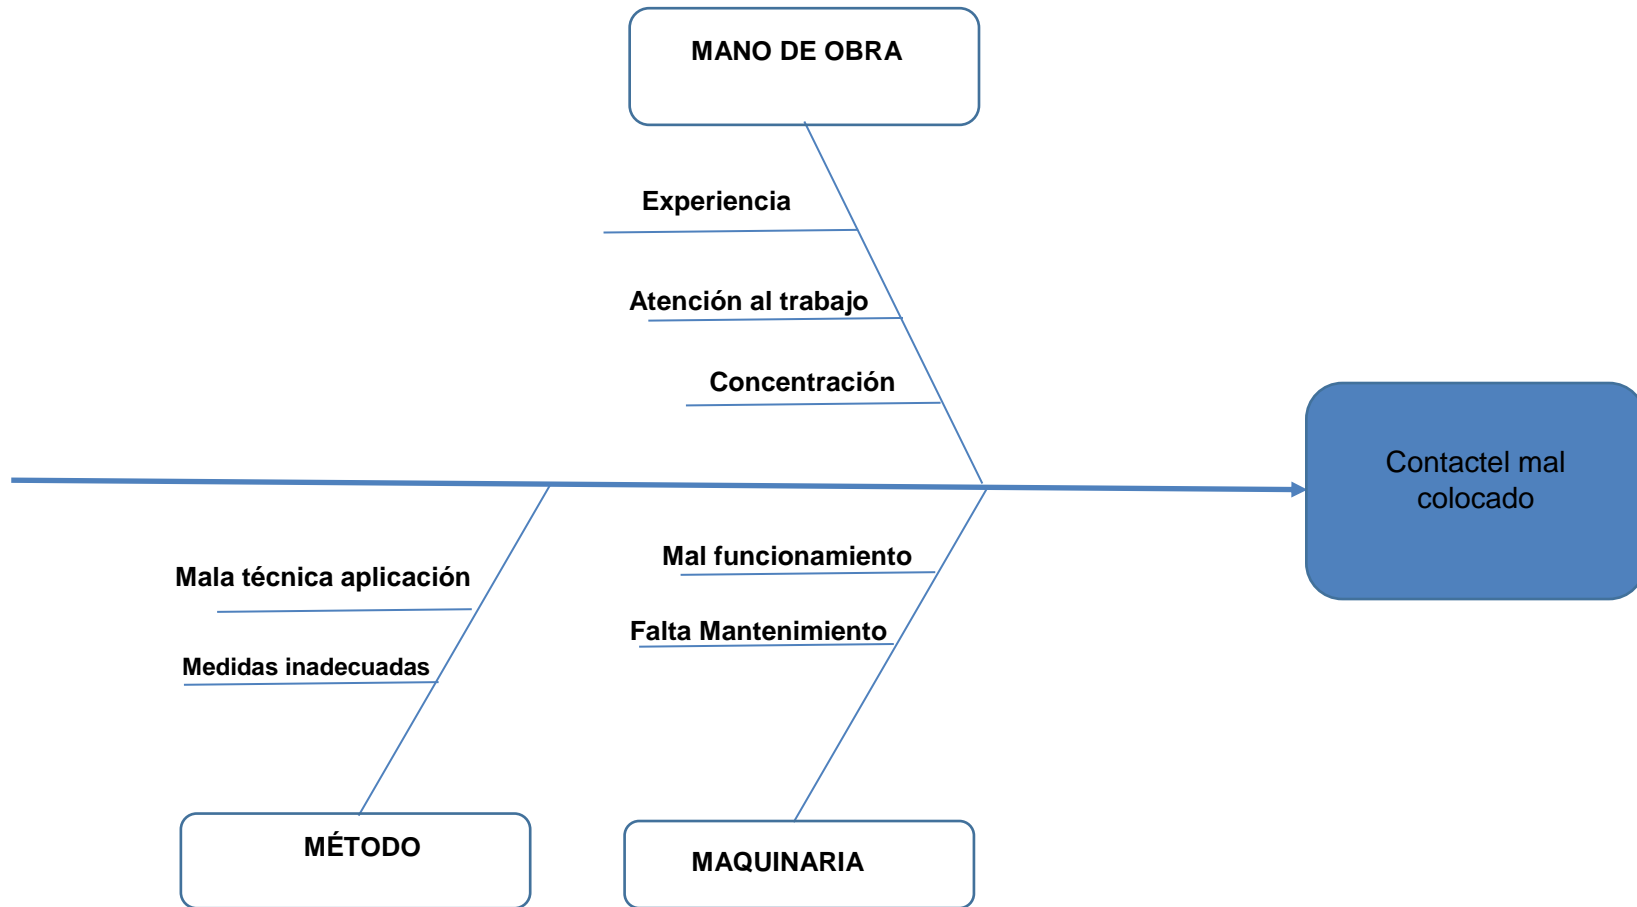 MANO DE OBRA
Experiencia
Atención al trabajo
Concentración
Contactel mal
colocado
Mal funcionamiento
Mala técnica aplicación
Falta Mantenimiento
Medidas inadecuadas
MÉTODO
MAQUINARIA